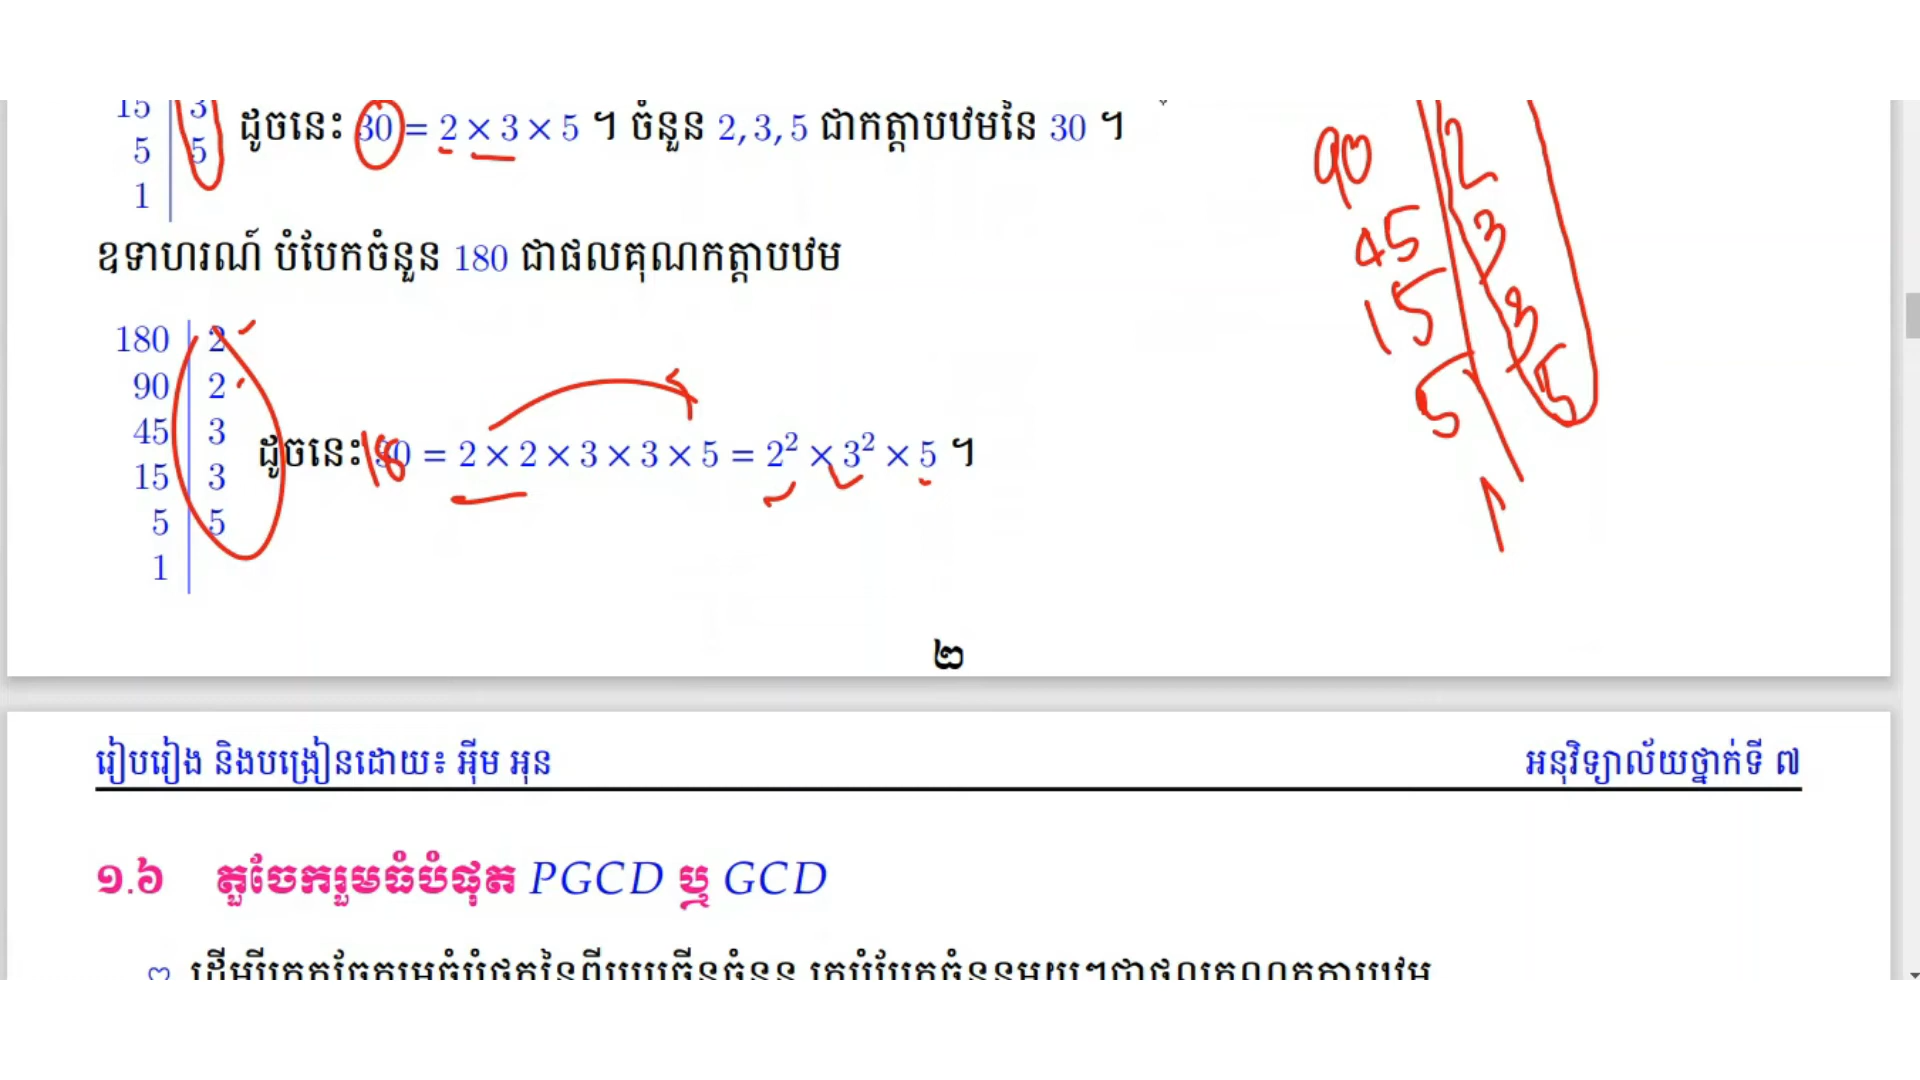 15 3
5 5 ដូចនេះ 30 = 2 × 3 × 5 ។ ចំនួន 2, 3, 5 ជាកត្តាបឋមនៃ 30 ។
1
ឧទាហរណ៍ បំបែកចំនួន 180 ជាផលគុណកត្តាបឋម
180 2
90 2
45 3
15 3
5 5
1
ដូចនេះ 180 = 2 × 2 × 3 × 3 × 5 = 2² × 3² × 5 ។
90 2
45 3
15 3
5 5
1
២
រៀបរៀង និងបង្រៀនដោយ៖ អ៊ីម អុន
អនុវិទ្យាល័យថ្នាក់ទី ៧
១.៦ តួចែករួមធំបំផុត PGCD ឬ GCD